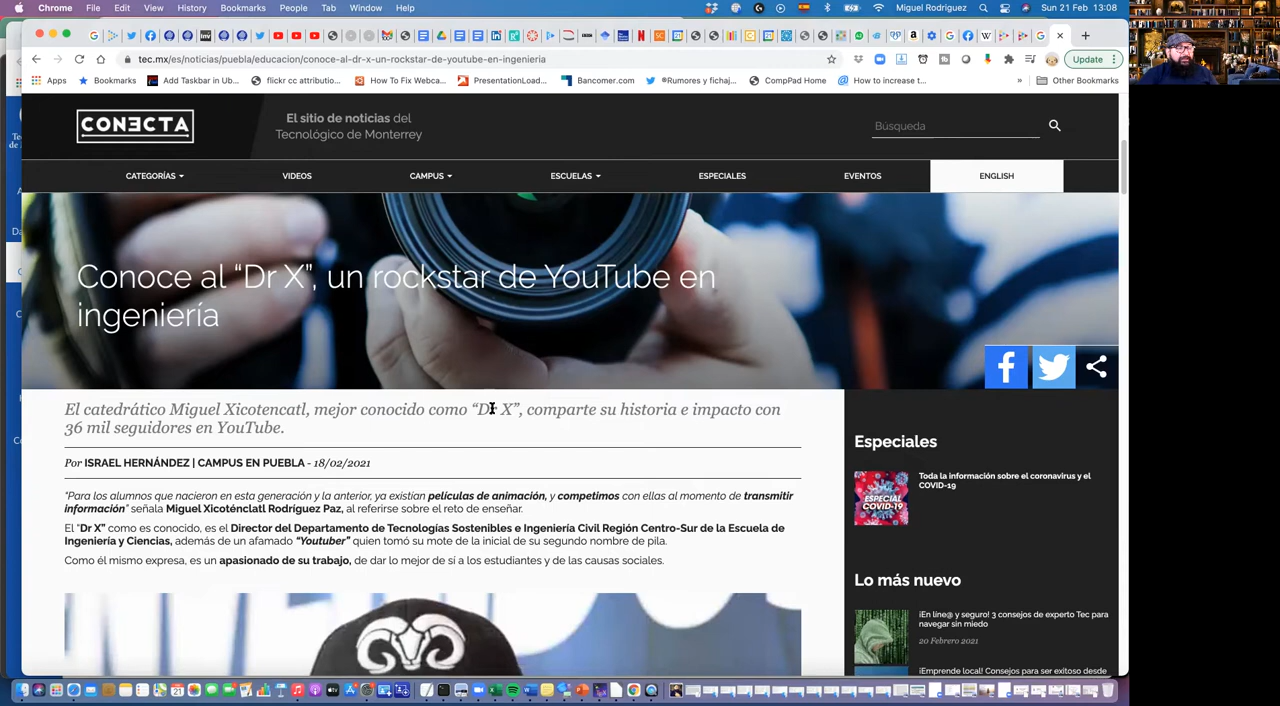 Chrome File Edit View History Bookmarks People Tab Window Help Miguel Rodriguez Sun 21 Feb 13:08
tec.mx/es/noticias/puebla/educacion/conoce-al-dr-x-un-rockstar-de-youtube-en-ingenieria
Update
Apps Bookmarks Add Taskbar in Ub... flickr cc attributio... How To Fix Webca... PresentationLoad... Bancomer.com ®Rumores y fichaj... CompPad Home How to increase t... » Other Bookmarks
CONECTA
El sitio de noticias del
Tecnológico de Monterrey
Búsqueda
CATEGORÍAS VIDEOS CAMPUS ESCUELAS ESPECIALES EVENTOS ENGLISH
Conoce al “Dr X”, un rockstar de YouTube en
ingeniería
El catedrático Miguel Xicotencatl, mejor conocido como “Dr X”, comparte su historia e impacto con
36 mil seguidores en YouTube.
Por ISRAEL HERNÁNDEZ | CAMPUS EN PUEBLA - 18/02/2021
“Para los alumnos que nacieron en esta generación y la anterior, ya existían películas de animación, y competimos con ellas al momento de transmitir
información” señala Miguel Xicoténclatl Rodríguez Paz, al referirse sobre el reto de enseñar.
El “Dr X” como es conocido, es el Director del Departamento de Tecnologías Sostenibles e Ingeniería Civil Región Centro-Sur de la Escuela de
Ingeniería y Ciencias, además de un afamado “Youtuber” quien tomó su mote de la inicial de su segundo nombre de pila.
Como él mismo expresa, es un apasionado de su trabajo, de dar lo mejor de sí a los estudiantes y de las causas sociales.
Especiales
ESPECIAL
COVID-19
Toda la información sobre el coronavirus y el
COVID-19
Lo más nuevo
¡En líne@ y seguro! 3 consejos de experto Tec para
navegar sin miedo
20 Febrero 2021
¡Emprende local! Consejos para ser exitoso desde